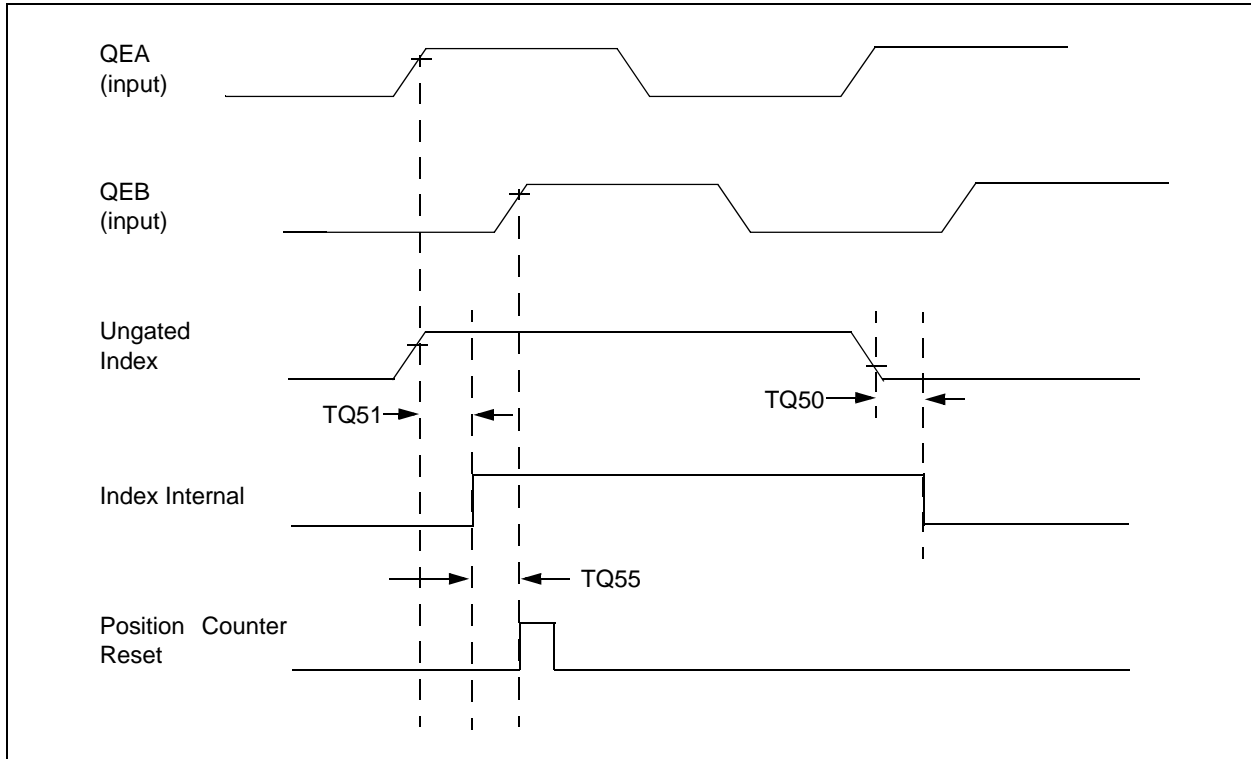 QEA
(input)
QEB
(input)
Ungated
Index
TQ51
TQ50
Index Internal
TQ55
Position Counter
Reset